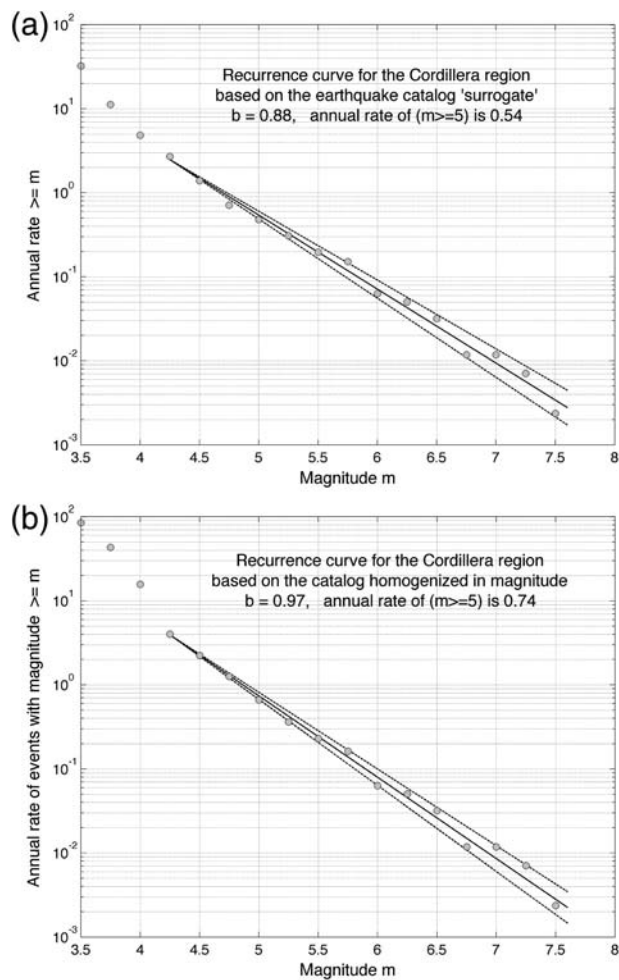 (a)
10^2
Recurrence curve for the Cordillera region
based on the earthquake catalog 'surrogate'
b = 0.88, annual rate of (m>=5) is 0.54
10^1
10^0
10^-1
10^-2
10^-3
Annual rate >= m
3.5 4 4.5 5 5.5 6 6.5 7 7.5 8
Magnitude m
(b)
10^2
Recurrence curve for the Cordillera region
based on the catalog homogenized in magnitude
b = 0.97, annual rate of (m>=5) is 0.74
10^1
10^0
10^-1
10^-2
10^-3
Annual rate of events with magnitude >= m
3.5 4 4.5 5 5.5 6 6.5 7 7.5 8
Magnitude m